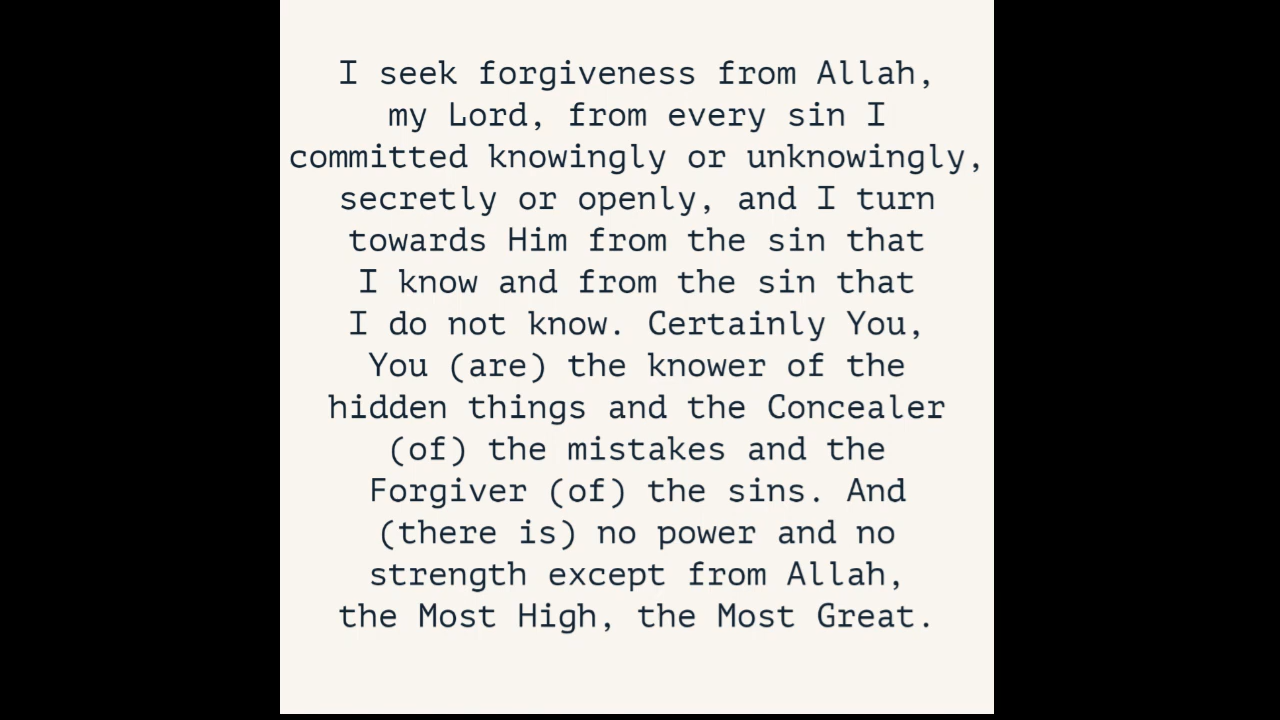 I seek forgiveness from Allah,
my Lord, from every sin I
committed knowingly or unknowingly,
secretly or openly, and I turn
towards Him from the sin that
I know and from the sin that
I do not know. Certainly You,
You (are) the knower of the
hidden things and the Concealer
(of) the mistakes and the
Forgiver (of) the sins. And
(there is) no power and no
strength except from Allah,
the Most High, the Most Great.